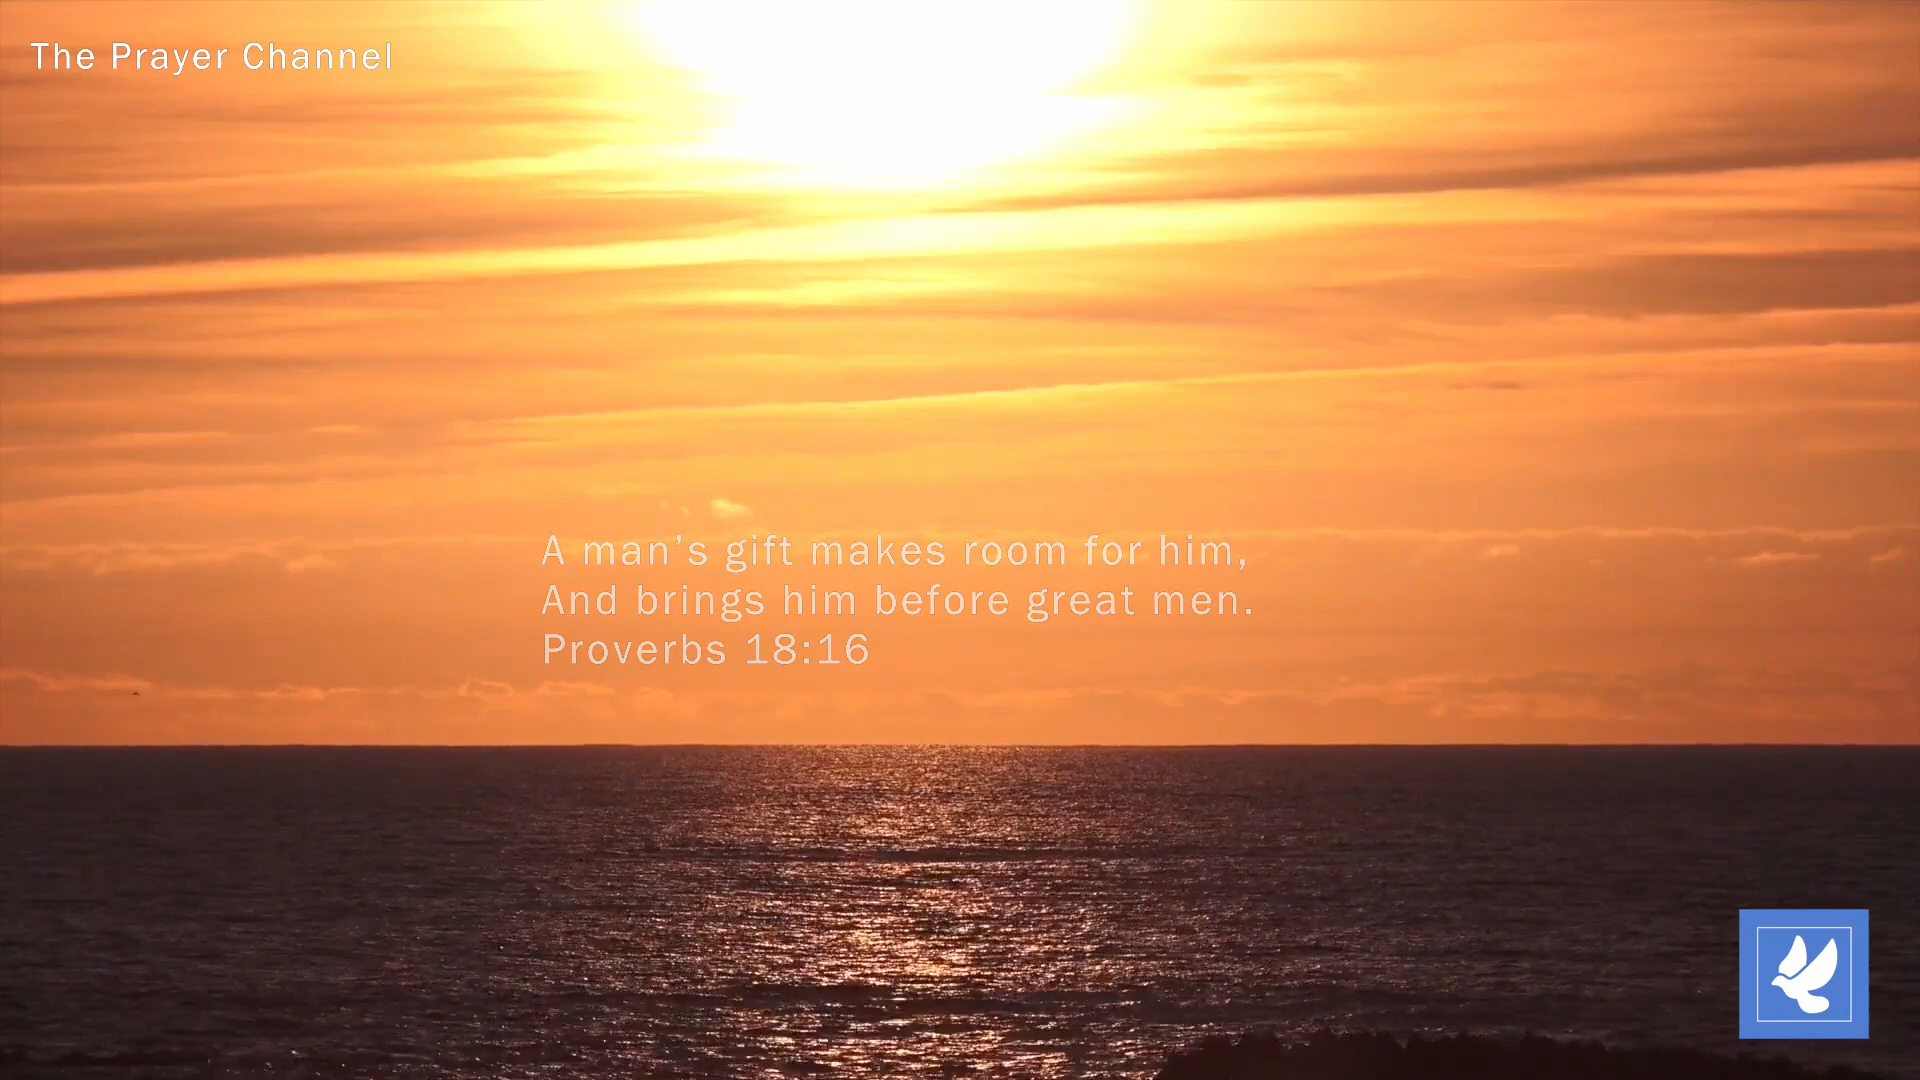 The Prayer Channel
A man’s gift makes room for him,
And brings him before great men.
Proverbs 18:16